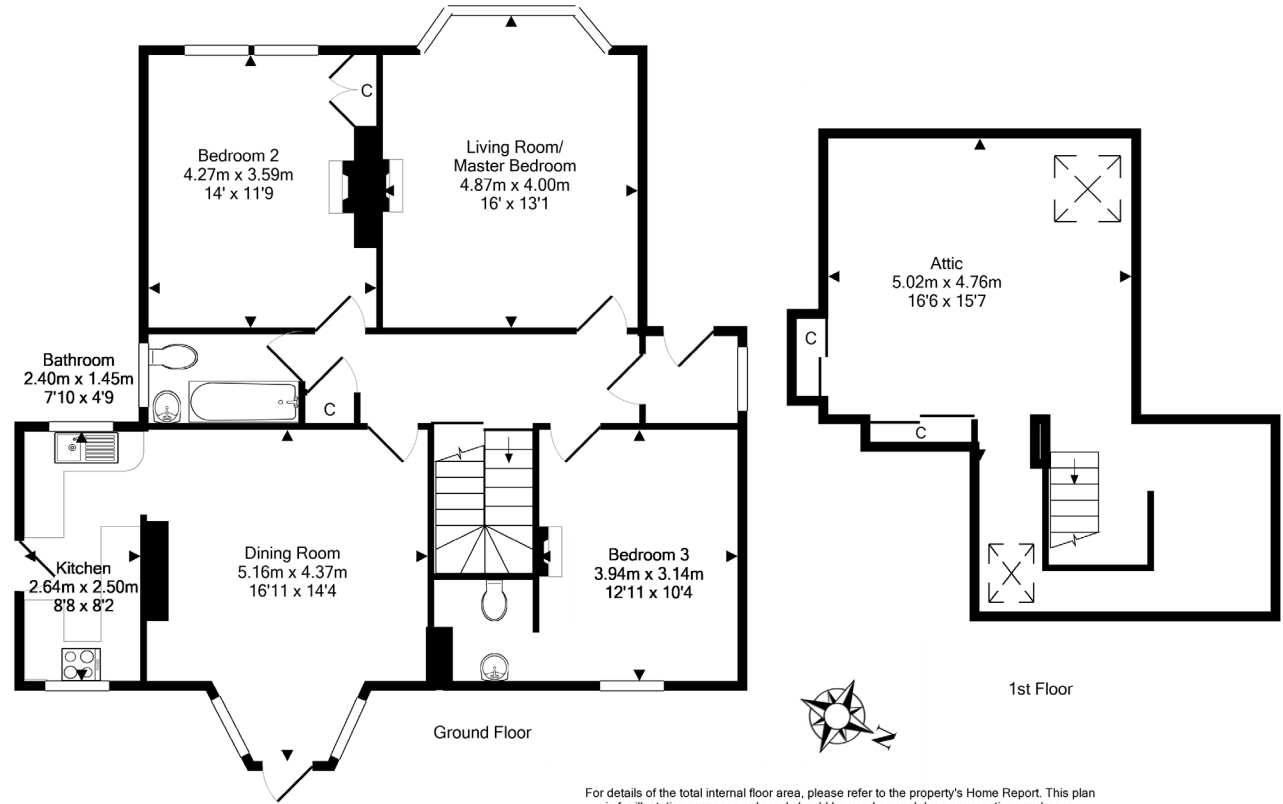 C
Bedroom 2
4.27m x 3.59m
14' x 11'9
Living Room/
Master Bedroom
4.87m x 4.00m
16' x 13'1
Attic
5.02m x 4.76m
16'6 x 15'7
C
C
Bathroom
2.40m x 1.45m
7'10 x 4'9
C
Kitchen
2.64m x 2.50m
8'8 x 8'2
Dining Room
5.16m x 4.37m
16'11 x 14'4
Bedroom 3
3.94m x 3.14m
12'11 x 10'4
1st Floor
N
Ground Floor
For details of the total internal floor area, please refer to the property's Home Report. This plan